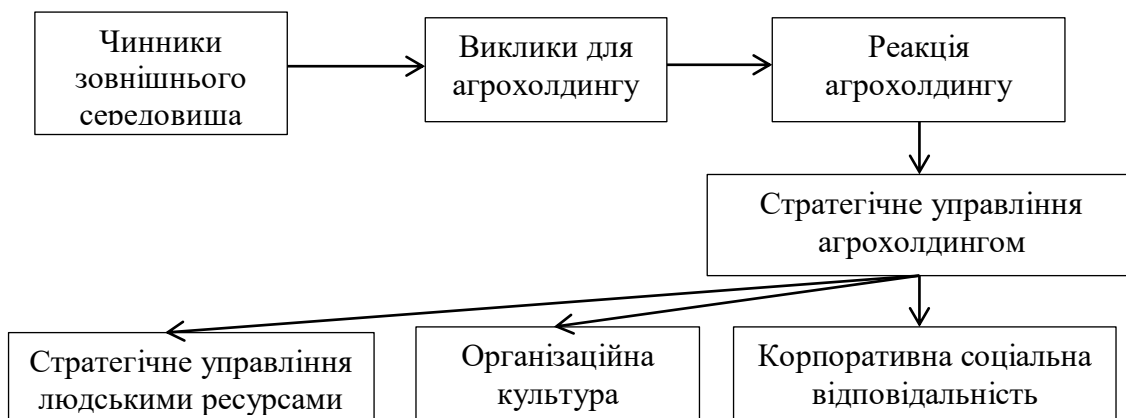 Чинники
зовнішнього
середовища
Виклики для
агрохолдингу
Реакція
агрохолдингу
Стратегічне управління
агрохолдингом
Стратегічне управління
людськими ресурсами
Організаційна
культура
Корпоративна соціальна
відповідальність